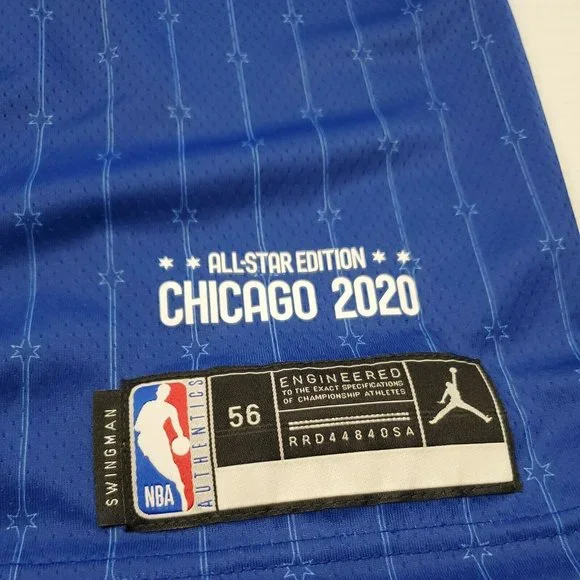 ALL-STAR EDITION
CHICAGO 2020
SWINGMAN
NBA
AUTHENTICS
56
ENGINEERED
TO THE EXACT SPECIFICATIONS
OF CHAMPIONSHIP ATHLETES
RRD44840SA